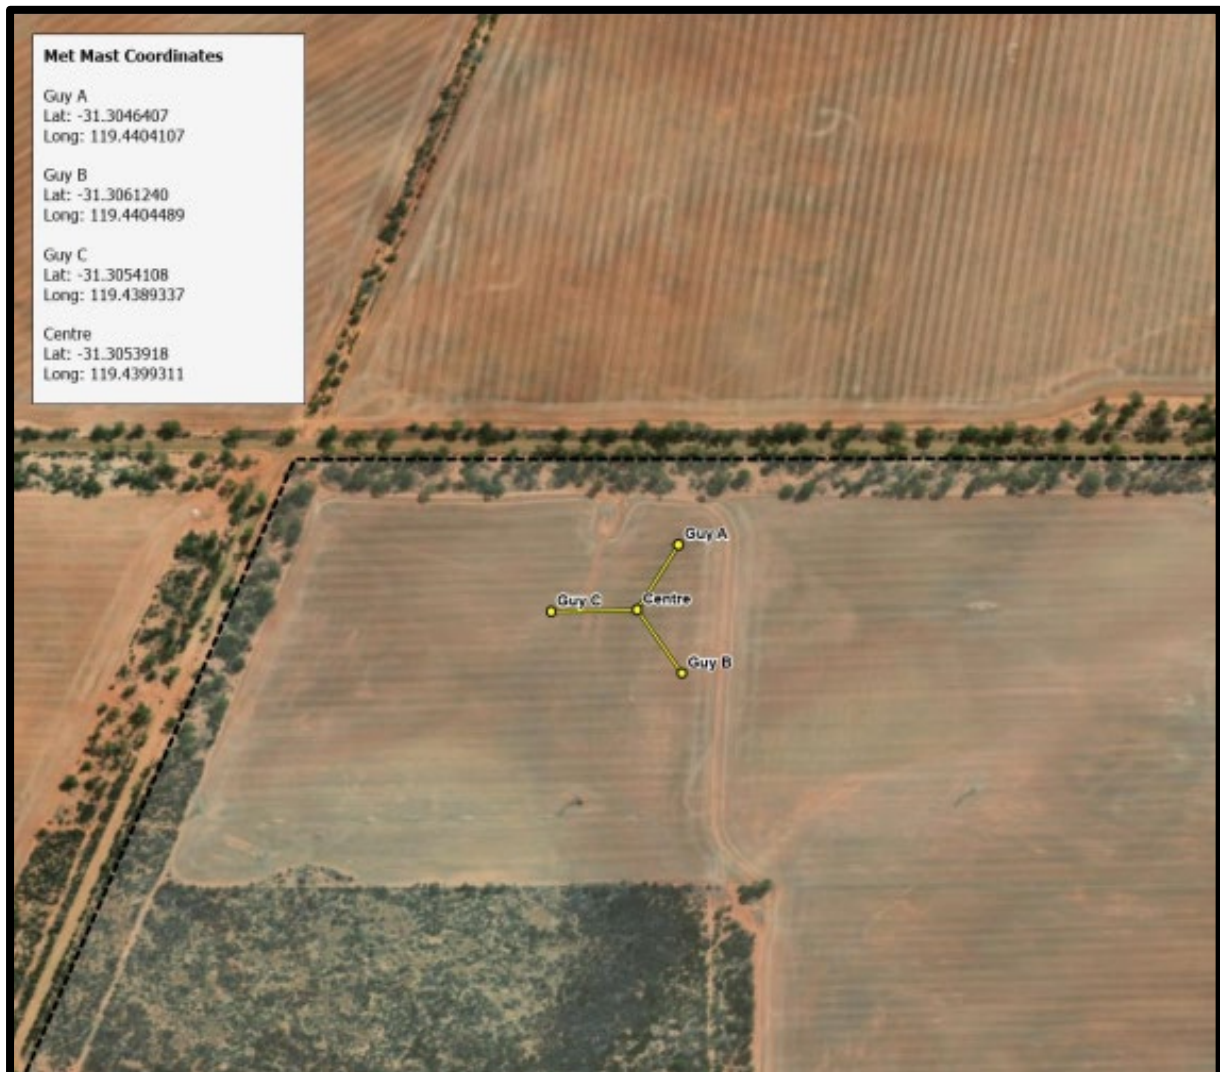 Met Mast Coordinates
Guy A
Lat: -31.3046407
Long: 119.4404107
Guy B
Lat: -31.3061240
Long: 119.4404489
Guy C
Lat: -31.3054108
Long: 119.4389337
Centre
Lat: -31.3053918
Long: 119.4399311
Guy A
Guy C
Centre
Guy B